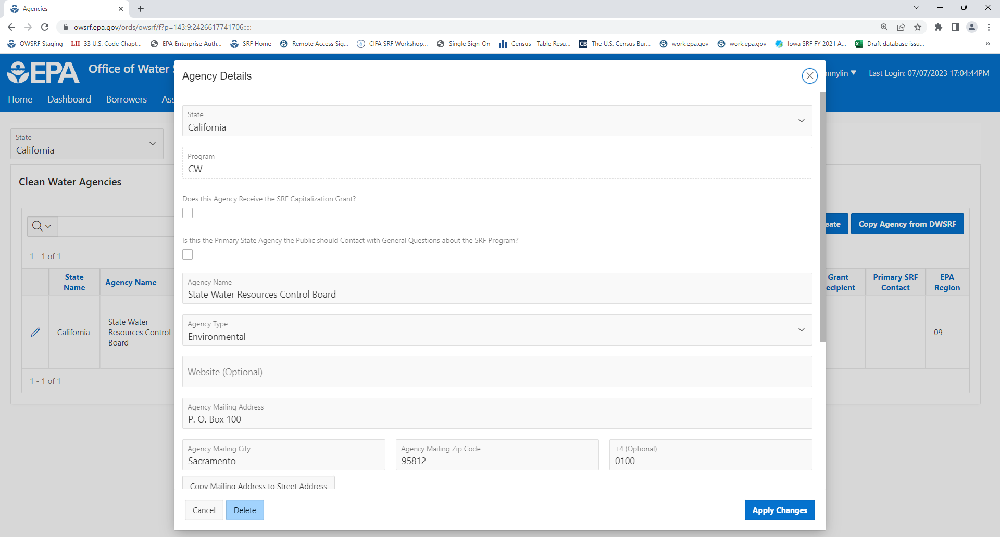 Agencies
owsrf.epa.gov/ords/owsrf/f?p=143:9:2426617741706:::::
OWSRF Staging LII 33 U.S. Code Chapt... EPA Enterprise Auth... SRF Home Remote Access Sig... CIFA SRF Workshop... Single Sign-On Census - Table Resu... CB The U.S. Census Bur... work.epa.gov work.epa.gov Iowa SRF FY 2021 A... Draft database issu... »
EPA Office of Water
mmylin Last Login: 07/07/2023 17:04:44PM
Home Dashboard Borrowers Ass
Agency Details
State
California
Clean Water Agencies
1 - 1 of 1
State Name
Agency Name
California
State Water
Resources Control
Board
1 - 1 of 1
State
California
Program
CW
Does this Agency Receive the SRF Capitalization Grant?
Is this the Primary State Agency the Public should Contact with General Questions about the SRF Program?
Agency Name
State Water Resources Control Board
Agency Type
Environmental
Website (Optional)
Agency Mailing Address
P. O. Box 100
Agency Mailing City
Sacramento
Agency Mailing Zip Code
95812
+4 (Optional)
0100
Copy Mailing Address to Street Address
Cancel Delete Apply Changes
eate Copy Agency from DWSRF
Grant
ecipient
Primary SRF
Contact
EPA
Region
-
09